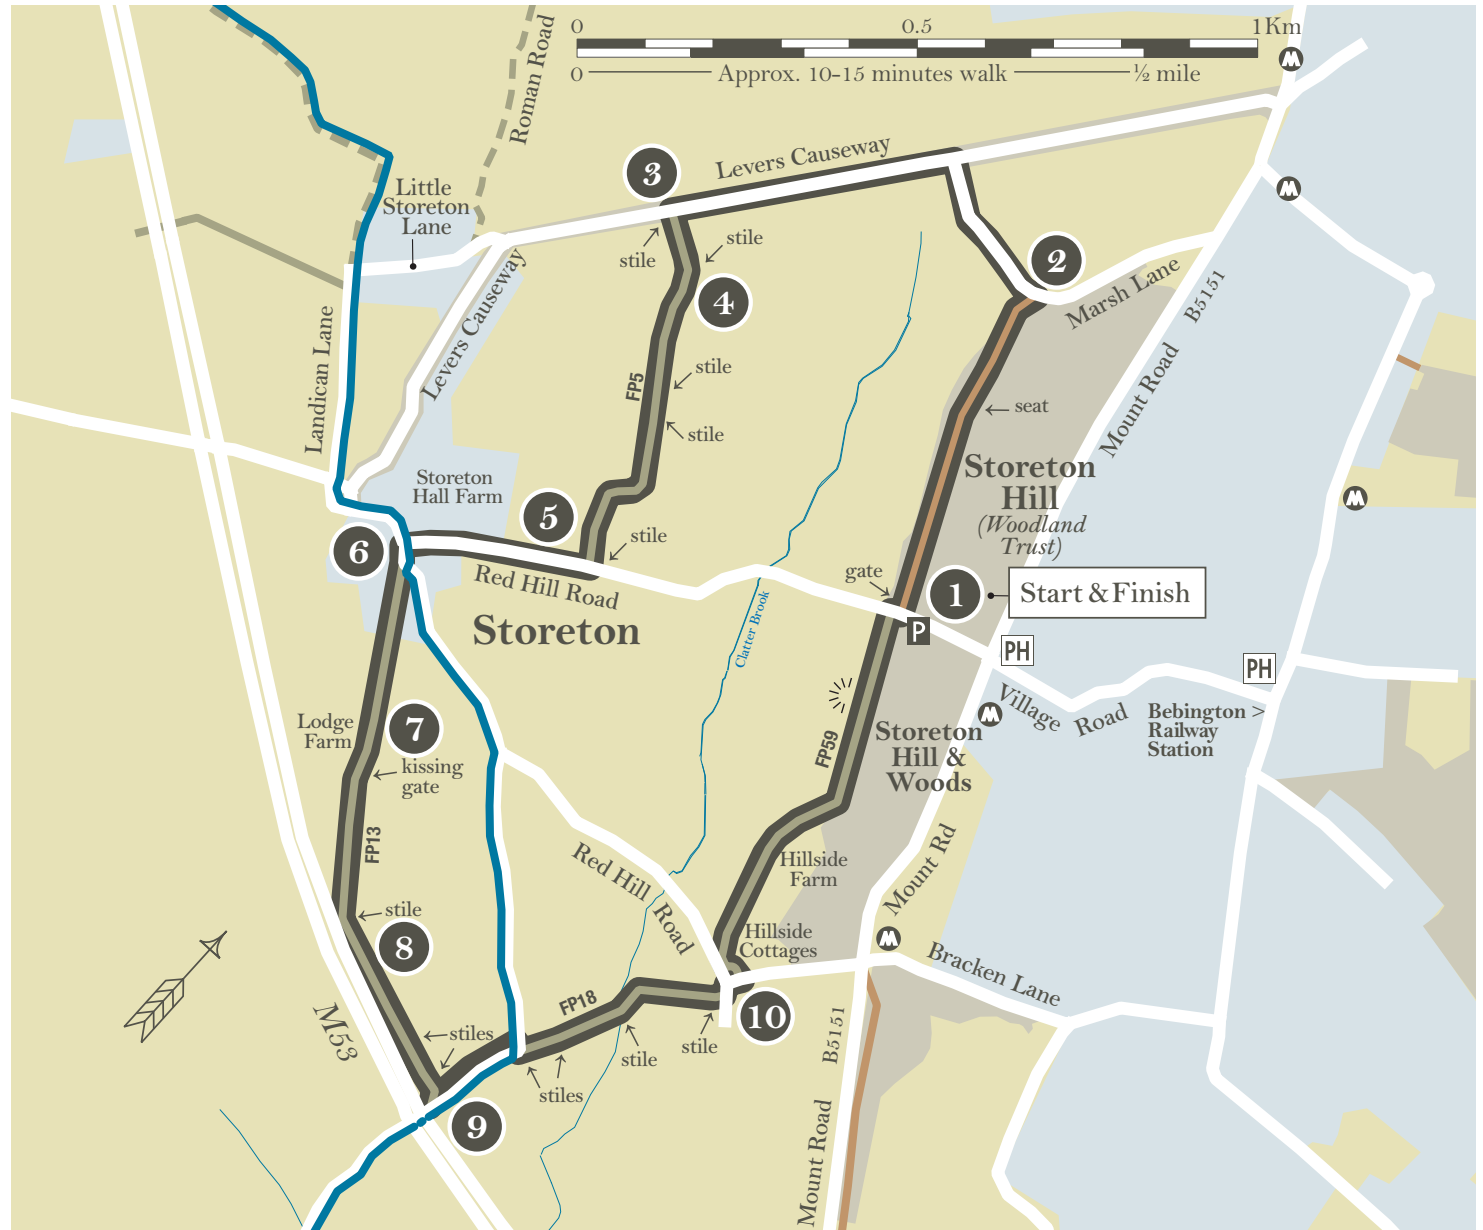 0
0.5
1Km
0
Approx. 10-15 minutes walk
½ mile
Roman Road
Levers Causeway
3
Little
Storeton
Lane
stile
stile
2
4
Marsh Lane
B5151
Landican Lane
Levers Causeway
FP5
stile
seat
Mount Road
stile
Storeton
Hill
(Woodland
Trust)
Storeton
Hall Farm
5
stile
6
gate
1
Start & Finish
Red Hill Road
Storeton
Clatter Brook
P
PH
PH
Village Road
Bebington >
Railway
Station
Lodge
Farm
7
kissing
gate
FP59
Storeton
Hill &
Woods
FP13
Red Hill Road
Hillside
Farm
Mount Rd
stile
8
Hillside
Cottages
Bracken Lane
M53
FP18
10
stiles
stile
stile
B5151
stiles
9
Mount Road
M
M
M
M
M